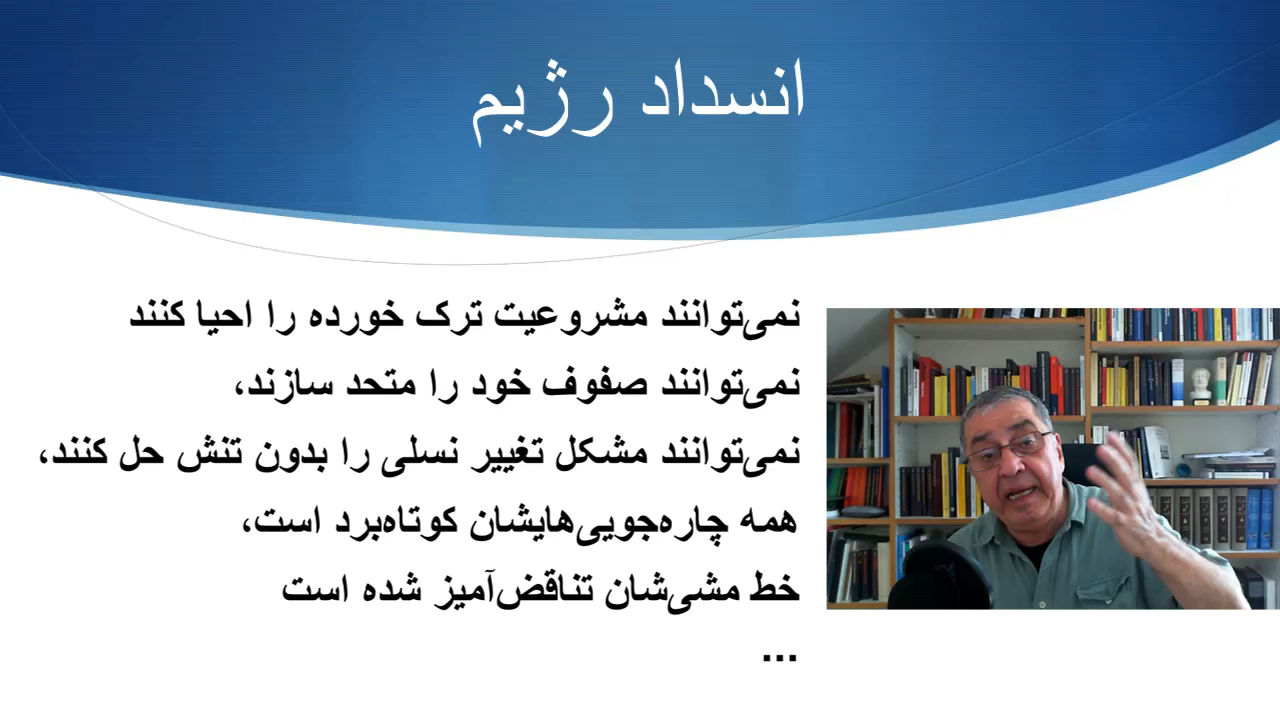 انسداد رژیم
نمی‌توانند مشروعیت ترک خورده را احیا کنند
نمی‌توانند صفوف خود را متحد سازند،
نمی‌توانند مشکل تغییر نسلی را بدون تنش حل کنند،
همه چاره‌جویی‌هایشان کوتاه‌برد است،
خط مشی‌شان تناقض‌آمیز شده است
...